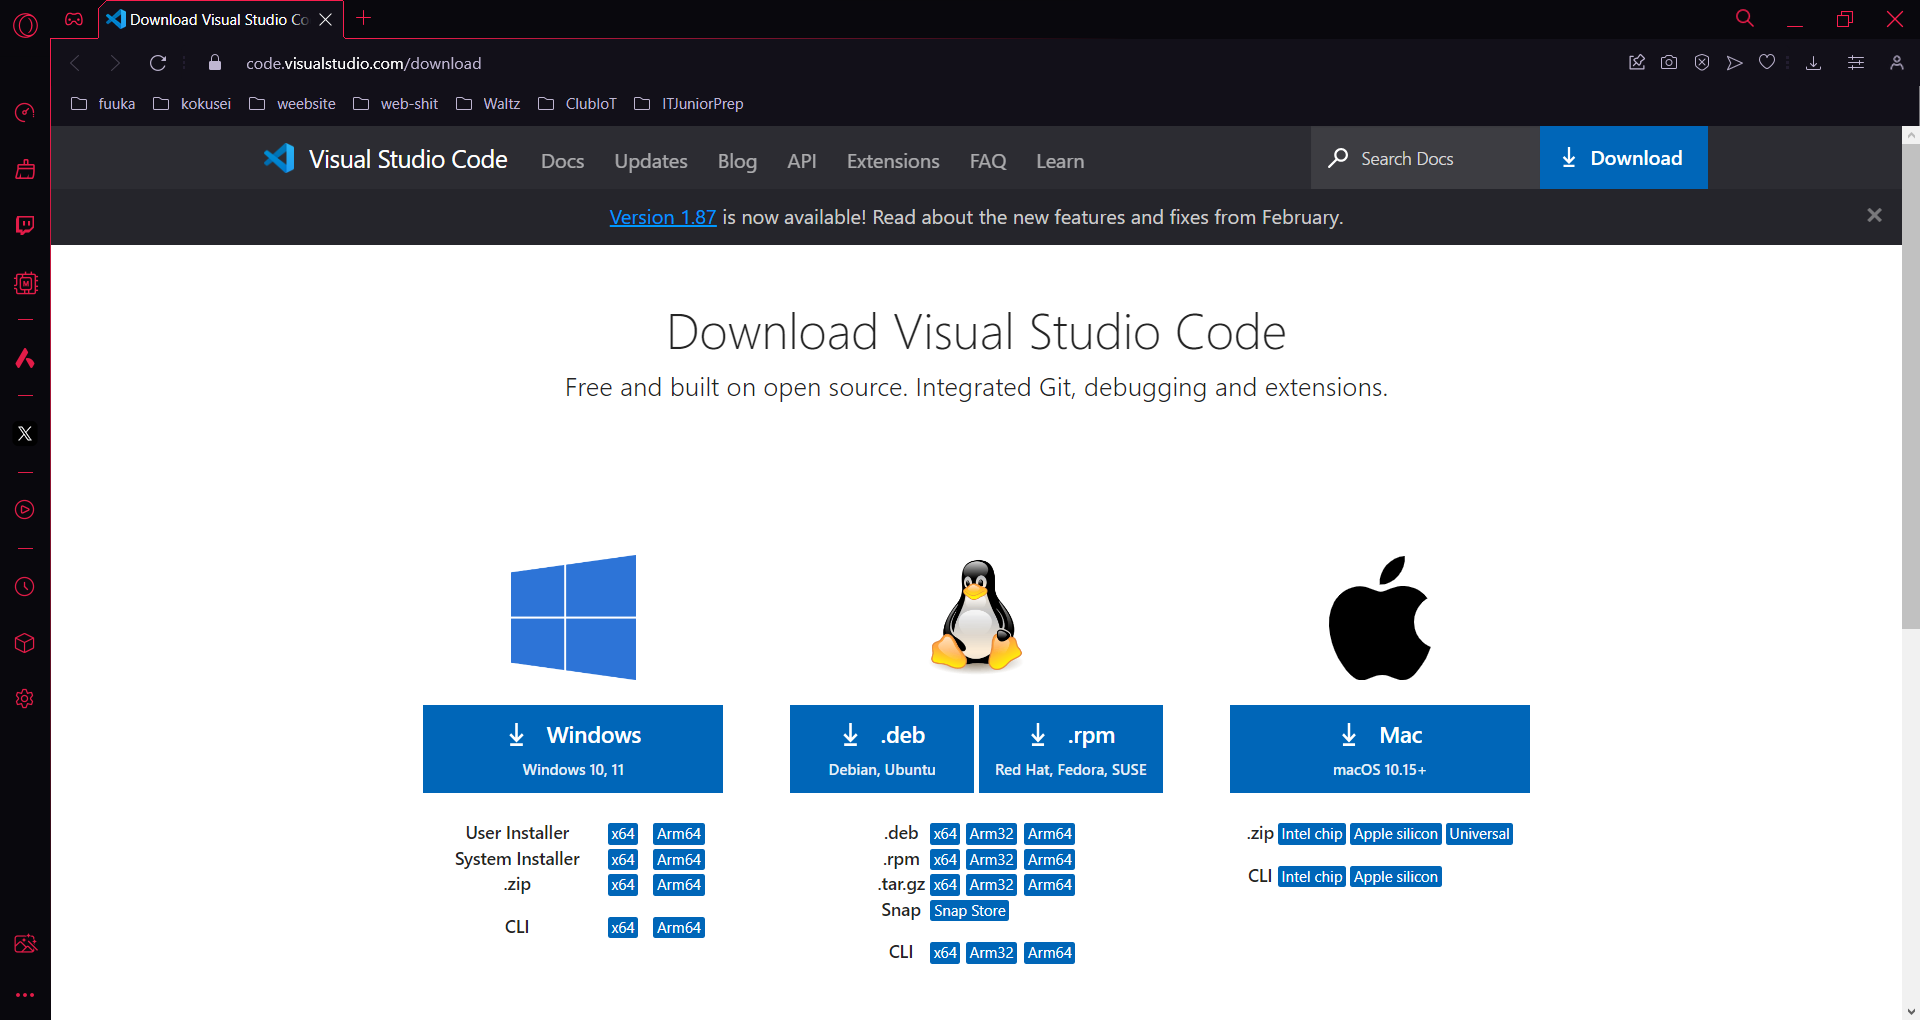 Download Visual Studio Co
code.visualstudio.com/download
fuuka kokusei weebsite web-shit Waltz ClubIoT ITJuniorPrep
Visual Studio Code Docs Updates Blog API Extensions FAQ Learn Search Docs Download
Version 1.87 is now available! Read about the new features and fixes from February.
Download Visual Studio Code
Free and built on open source. Integrated Git, debugging and extensions.
Windows
Windows 10, 11
User Installer x64 Arm64
System Installer x64 Arm64
.zip x64 Arm64
CLI x64 Arm64
.deb
Debian, Ubuntu
.rpm
Red Hat, Fedora, SUSE
.deb x64 Arm32 Arm64
.rpm x64 Arm32 Arm64
.tar.gz x64 Arm32 Arm64
Snap Snap Store
CLI x64 Arm32 Arm64
Mac
macOS 10.15+
.zip Intel chip Apple silicon Universal
CLI Intel chip Apple silicon